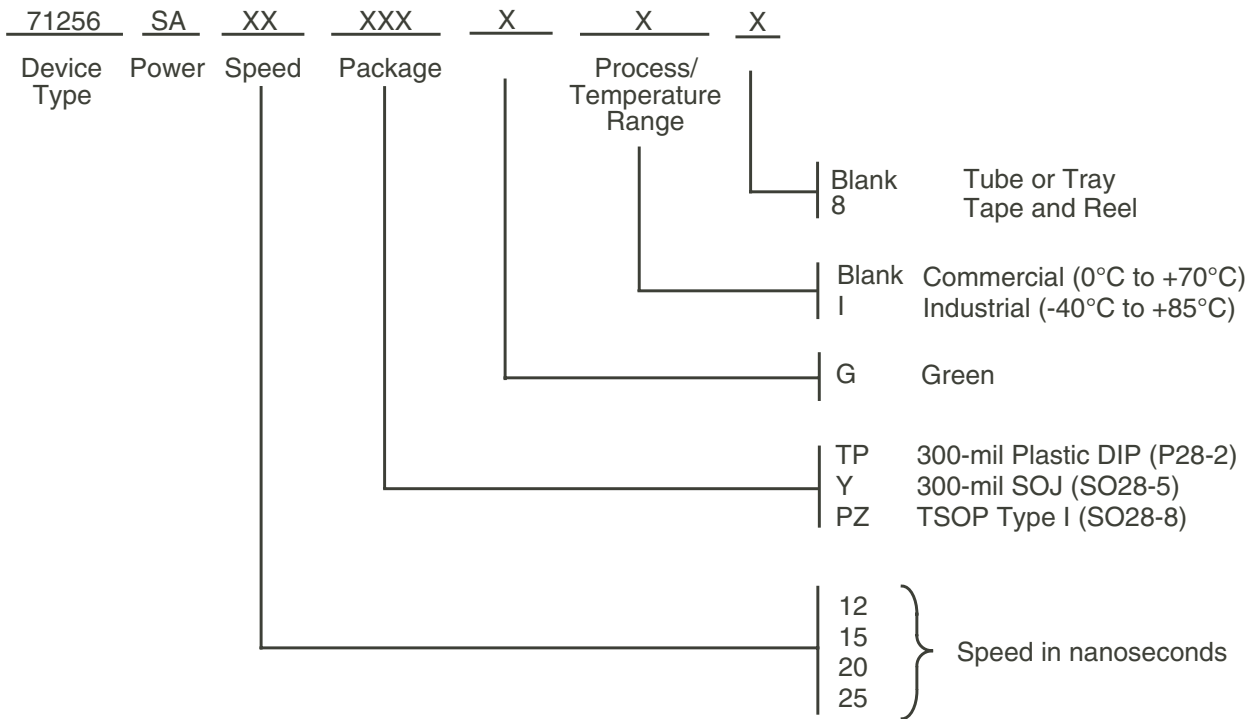 71256 SA XX XXX X X X
Device Type Power Speed Package Process/ Temperature Range
Blank Tube or Tray
8 Tape and Reel
Blank Commercial (0°C to +70°C)
I Industrial (-40°C to +85°C)
G Green
TP 300-mil Plastic DIP (P28-2)
Y 300-mil SOJ (SO28-5)
PZ TSOP Type I (SO28-8)
12
15
20
25
Speed in nanoseconds